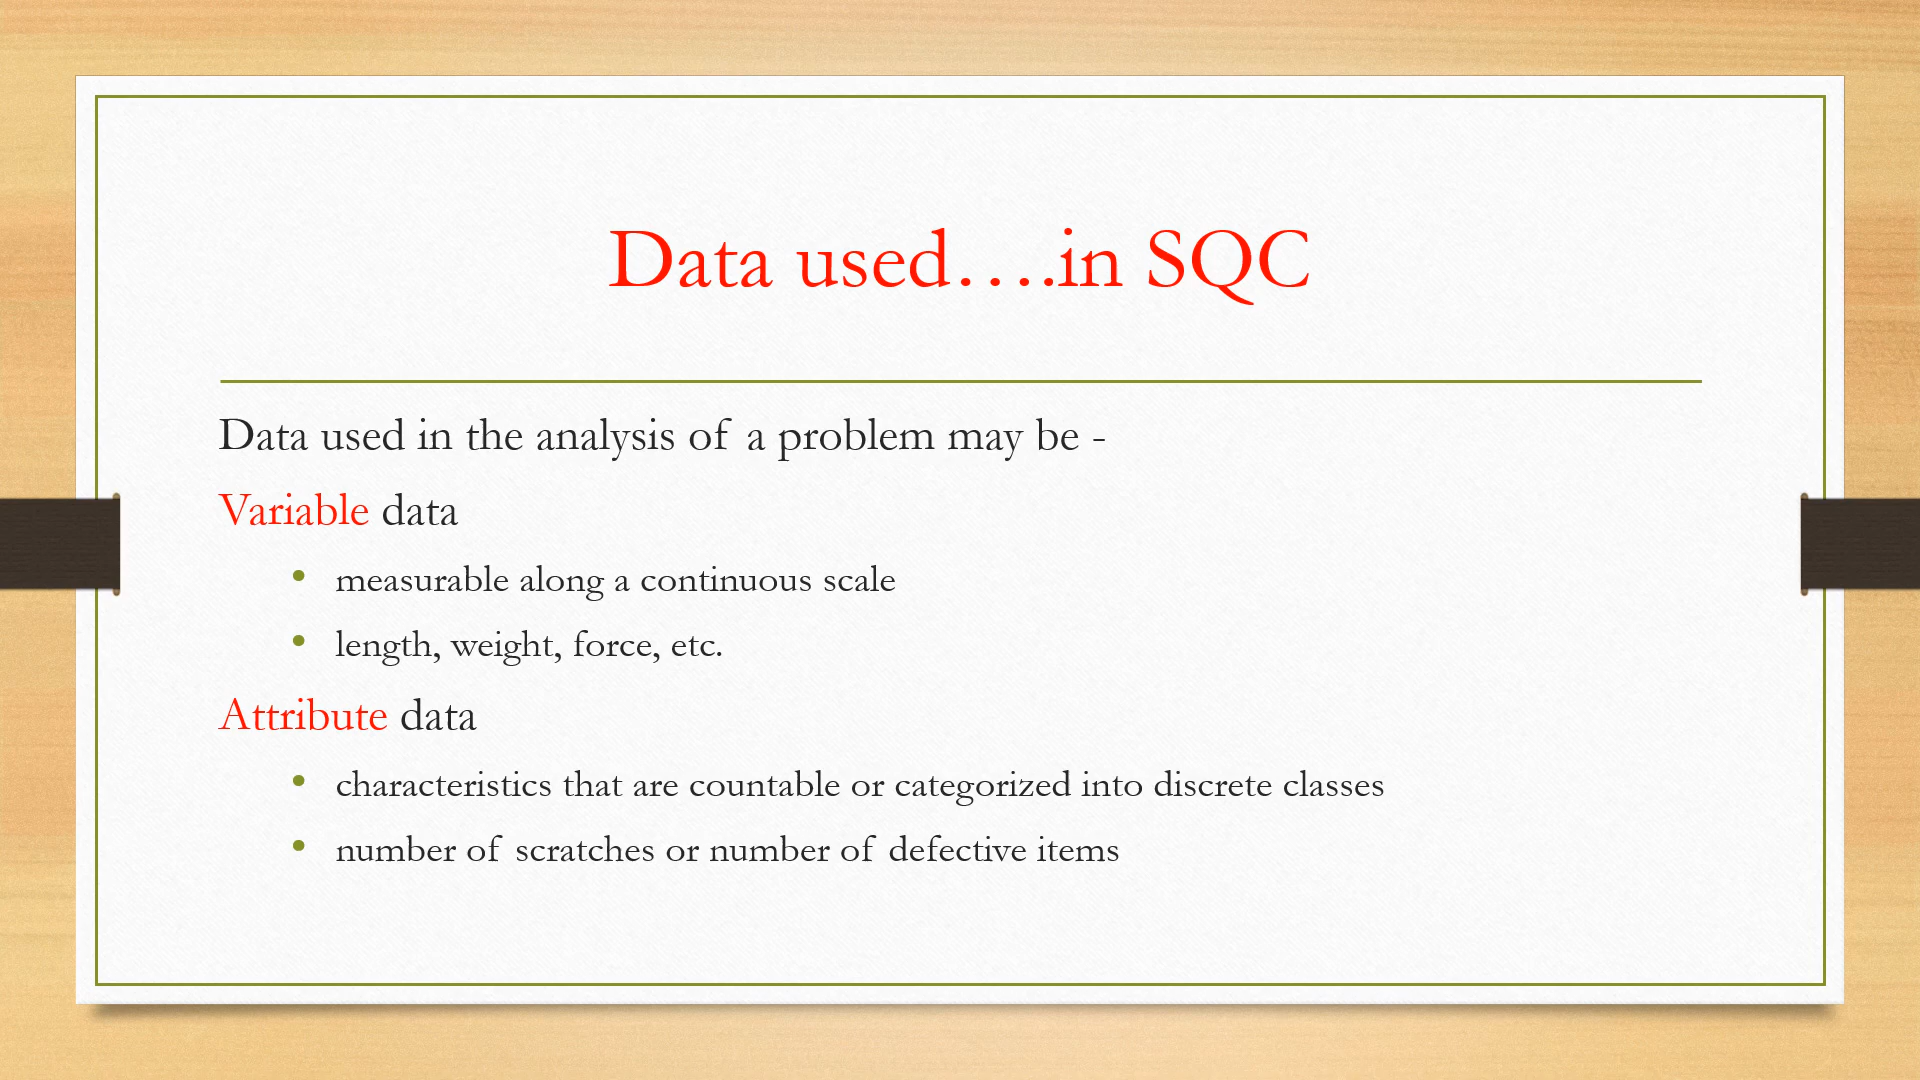 Data used….in SQC
Data used in the analysis of a problem may be -
Variable data
• measurable along a continuous scale
• length, weight, force, etc.
Attribute data
• characteristics that are countable or categorized into discrete classes
• number of scratches or number of defective items